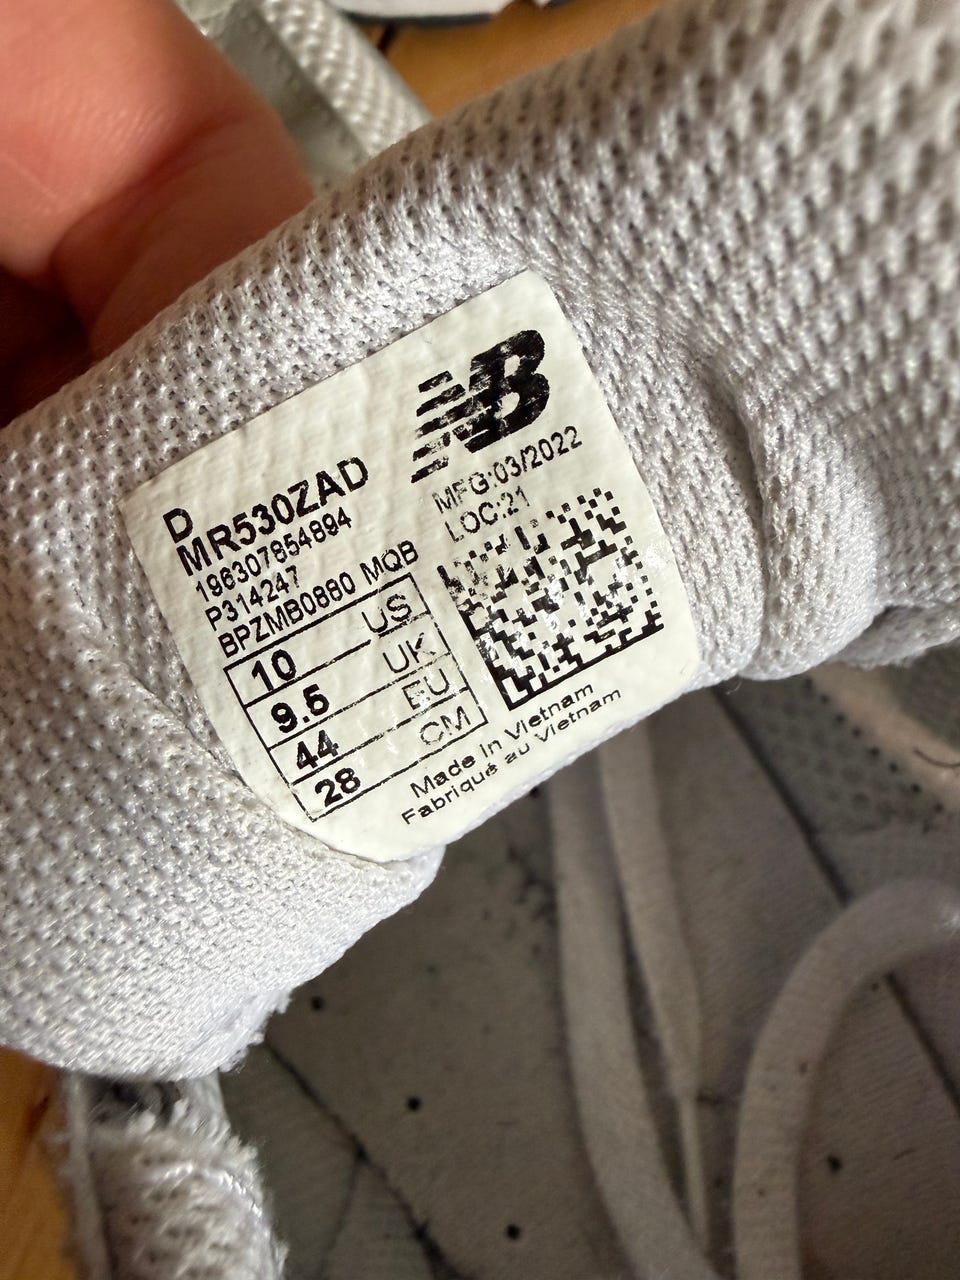 NB
MFG:03/2022
LOC:21
D
MR530ZAD
196307854894
P314247
BPZMB0880 MQB
10 US
9.5 UK
44 EU
28 CM
Made in Vietnam
Fabriqué au Vietnam